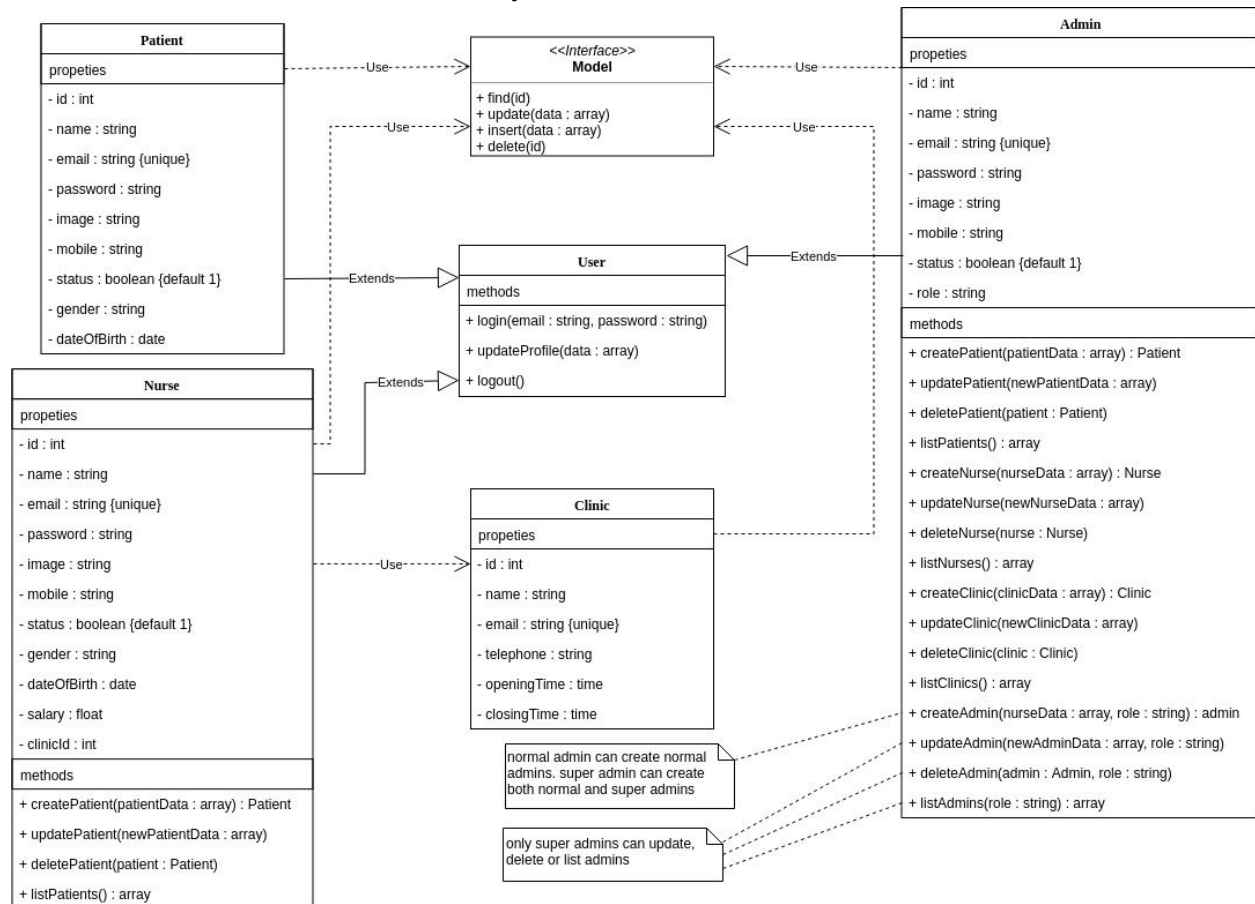 Patient
propeties
- id : int
- name : string
- email : string {unique}
- password : string
- image : string
- mobile : string
- status : boolean {default 1}
- gender : string
- dateOfBirth : date
Nurse
propeties
- id : int
- name : string
- email : string {unique}
- password : string
- image : string
- mobile : string
- status : boolean {default 1}
- gender : string
- dateOfBirth : date
- salary : float
- clinicId : int
methods
+ createPatient(patientData : array) : Patient
+ updatePatient(newPatientData : array)
+ deletePatient(patient : Patient)
+ listPatients() : array
Use
Use
Extends
Extends
Use
<<Interface>>
Model
+ find(id)
+ update(data : array)
+ insert(data : array)
+ delete(id)
User
methods
+ login(email : string, password : string)
+ updateProfile(data : array)
+ logout()
Clinic
propeties
- id : int
- name : string
- email : string {unique}
- telephone : string
- openingTime : time
- closingTime : time
normal admin can create normal
admins. super admin can create
both normal and super admins
only super admins can update,
delete or list admins
Use
Use
Extends
Admin
propeties
- id : int
- name : string
- email : string {unique}
- password : string
- image : string
- mobile : string
- status : boolean {default 1}
- role : string
methods
+ createPatient(patientData : array) : Patient
+ updatePatient(newPatientData : array)
+ deletePatient(patient : Patient)
+ listPatients() : array
+ createNurse(nurseData : array) : Nurse
+ updateNurse(newNurseData : array)
+ deleteNurse(nurse : Nurse)
+ listNurses() : array
+ createClinic(clinicData : array) : Clinic
+ updateClinic(newClinicData : array)
+ deleteClinic(clinic : Clinic)
+ listClinics() : array
+ createAdmin(nurseData : array, role : string) : admin
+ updateAdmin(newAdminData : array, role : string)
+ deleteAdmin(admin : Admin, role : string)
+ listAdmins(role : string) : array